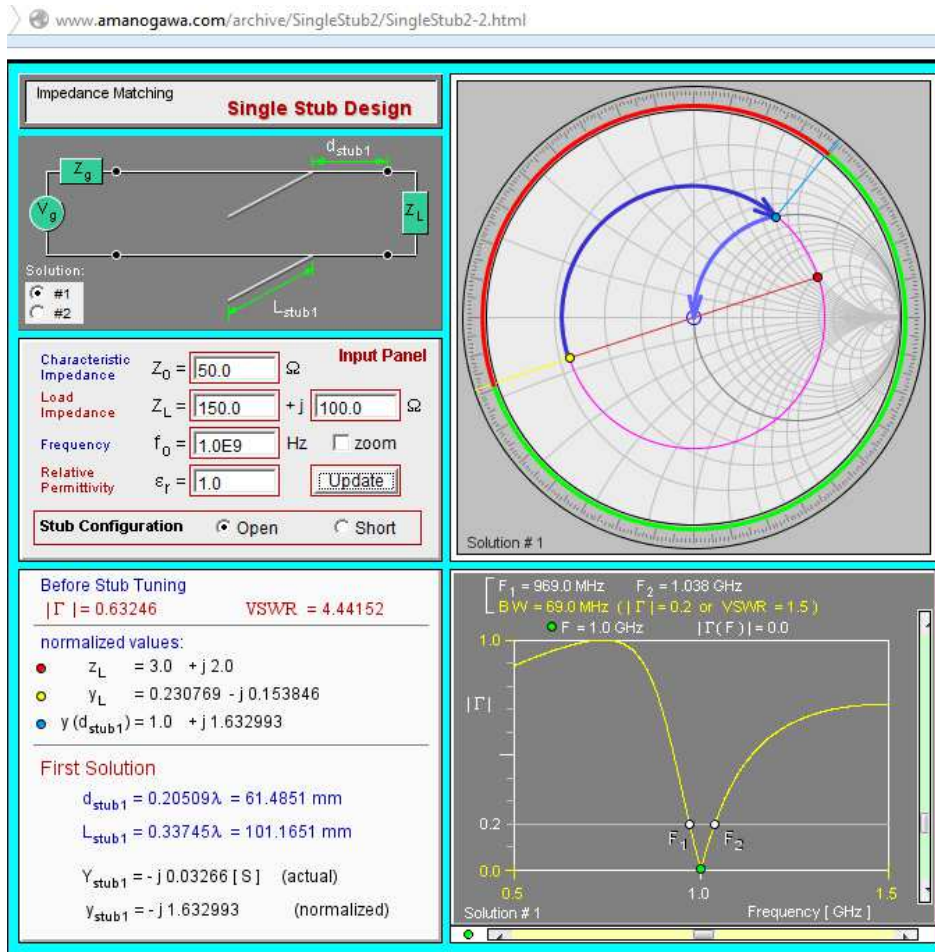 www.amanogawa.com/archive/SingleStub2/SingleStub2-2.html
Impedance Matching
Single Stub Design
d stub1
Z g
V g
Z L
Solution:
#1
#2
L stub1
Input Panel
Characteristic Impedance Z0 = 50.0 Ω
Load Impedance ZL = 150.0 + j 100.0 Ω
Frequency fo = 1.0E9 Hz zoom
Relative Permittivity εr = 1.0 Update
Stub Configuration Open Short
Solution # 1
Before Stub Tuning
|Γ| = 0.63246 VSWR = 4.44152
normalized values:
zL = 3.0 + j 2.0
yL = 0.230769 - j 0.153846
y (dstub1) = 1.0 + j 1.632993
First Solution
dstub1 = 0.20509λ = 61.4851 mm
Lstub1 = 0.33745λ = 101.1651 mm
Ystub1 = - j 0.03266 [ S ] (actual)
ystub1 = - j 1.632993 (normalized)
F1 = 969.0 MHz F2 = 1.038 GHz
BW = 69.0 MHz ( |Γ| = 0.2 or VSWR = 1.5 )
F = 1.0 GHz |Γ(F)| = 0.0
1.0
|Γ|
0.2
F1 F2
0.0
0.5 1.0 1.5
Solution # 1 Frequency [ GHz ]